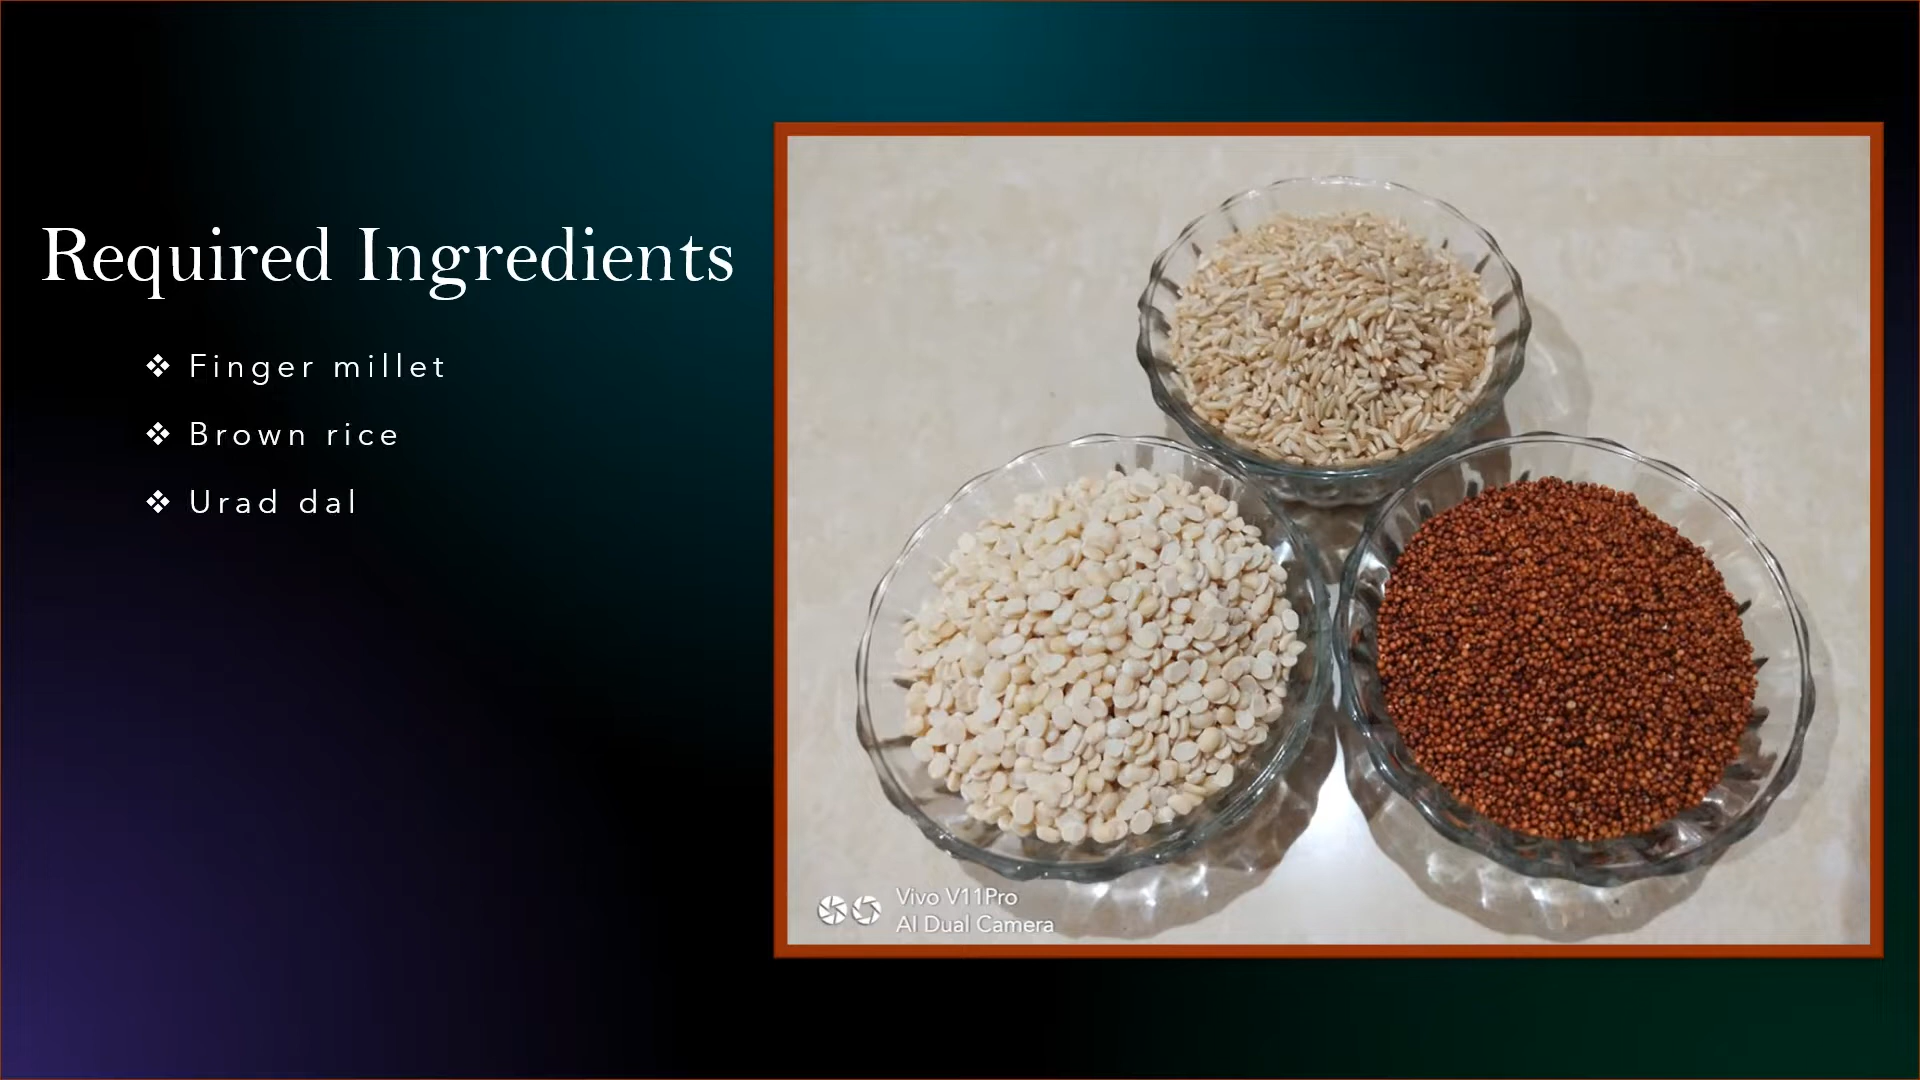 Required Ingredients
❖ Finger millet
❖ Brown rice
❖ Urad dal
Vivo V11Pro
AI Dual Camera